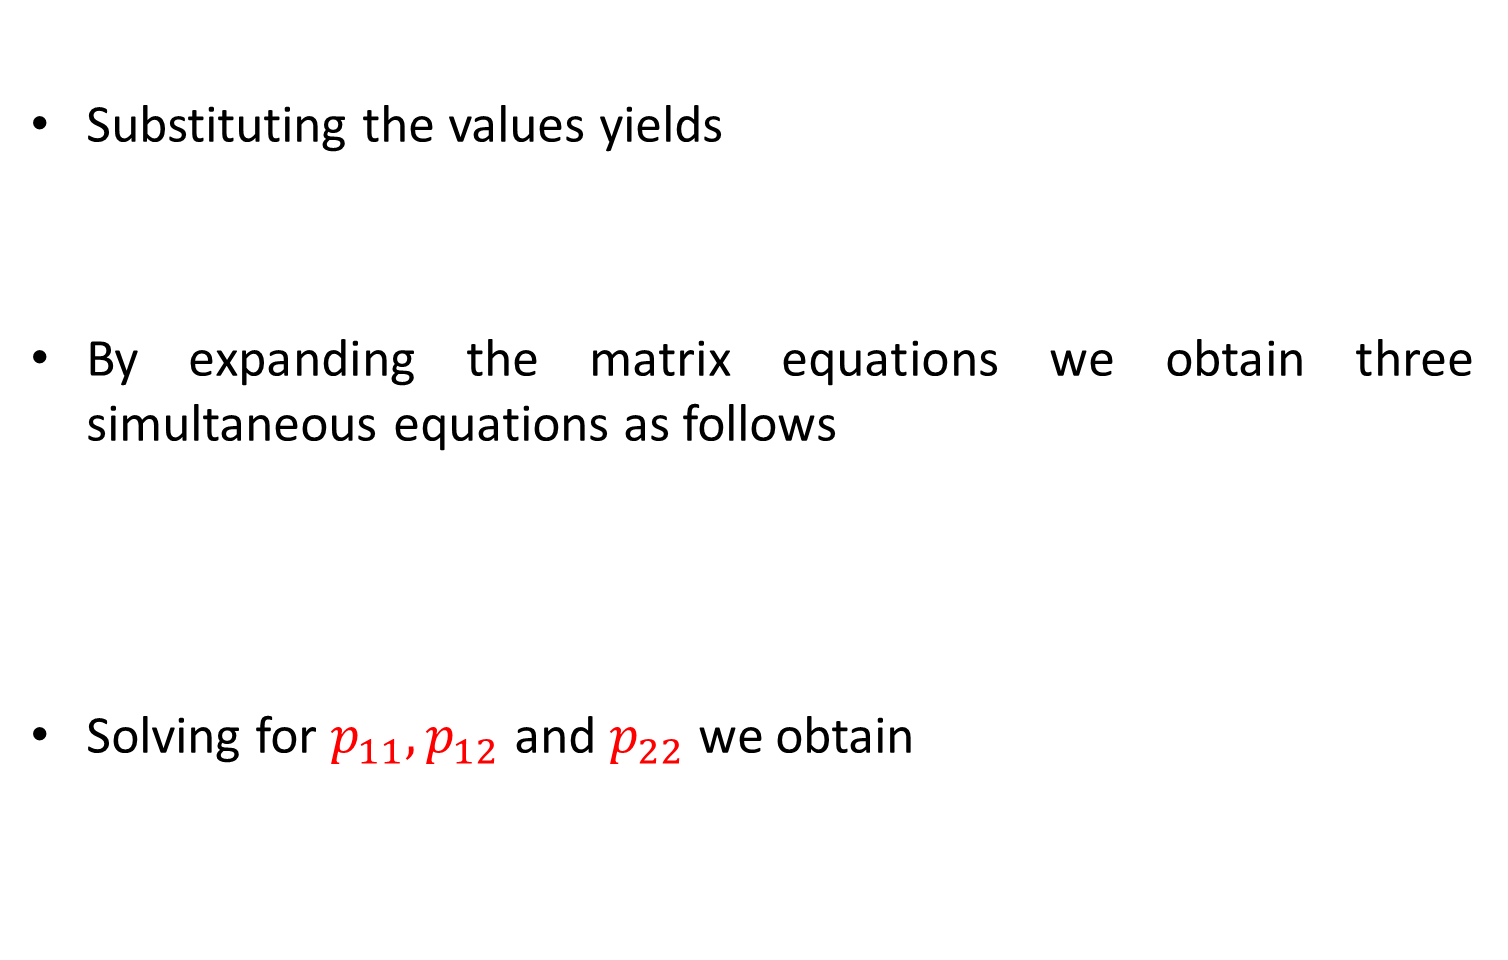 • Substituting the values yields
• By expanding the matrix equations we obtain three
simultaneous equations as follows
• Solving for p₁₁, p₁₂ and p₂₂ we obtain